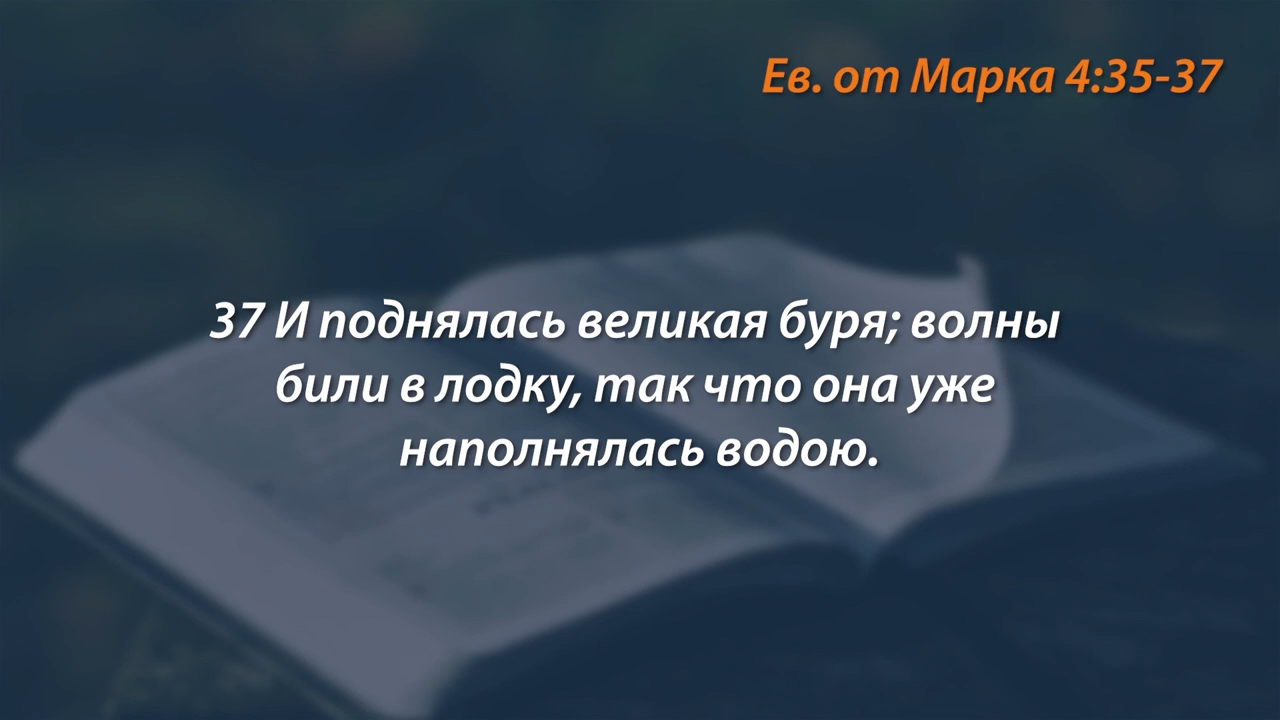 Ев. от Марка 4:35-37
37 И поднялась великая буря; волны
били в лодку, так что она уже
наполнялась водою.